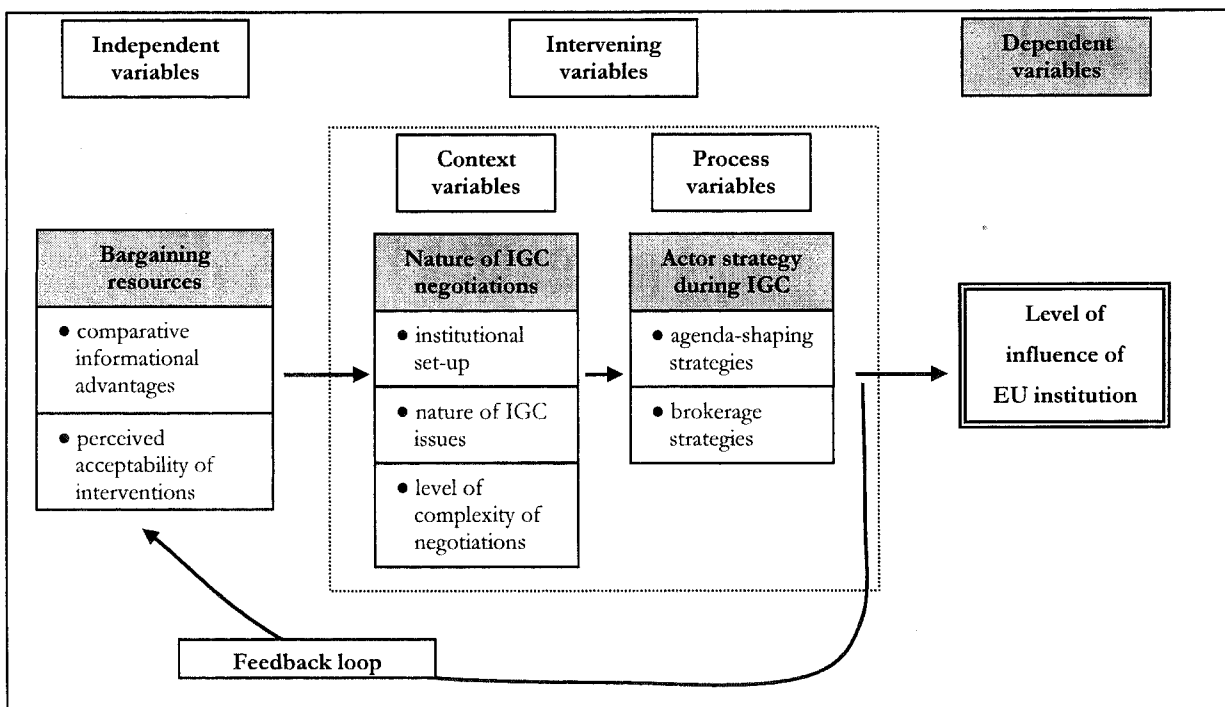 Independent
variables
Intervening
variables
Dependent
variables
Context
variables
Process
variables
Bargaining
resources
● comparative
informational
advantages
● perceived
acceptability of
interventions
Nature of IGC
negotiations
● institutional
set-up
● nature of IGC
issues
● level of
complexity of
negotiations
Actor strategy
during IGC
● agenda-shaping
strategies
● brokerage
strategies
Level of
influence of
EU institution
Feedback loop